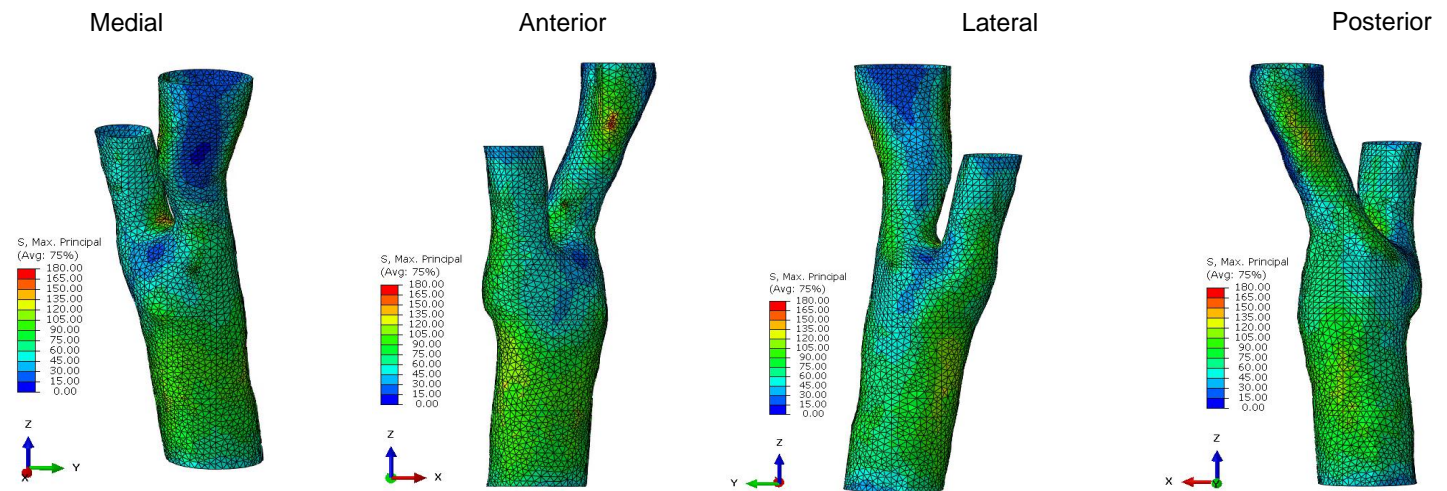 Medial
Anterior
Lateral
Posterior
S, Max. Principal
(Avg: 75%)
180.00
165.00
150.00
135.00
120.00
105.00
90.00
75.00
60.00
45.00
30.00
15.00
0.00
Z
Y
X
S, Max. Principal
(Avg: 75%)
180.00
165.00
150.00
135.00
120.00
105.00
90.00
75.00
60.00
45.00
30.00
15.00
0.00
Z
X
S, Max. Principal
(Avg: 75%)
180.00
165.00
150.00
135.00
120.00
105.00
90.00
75.00
60.00
45.00
30.00
15.00
0.00
Z
Y
S, Max. Principal
(Avg: 75%)
180.00
165.00
150.00
135.00
120.00
105.00
90.00
75.00
60.00
45.00
30.00
15.00
0.00
Z
X
Y